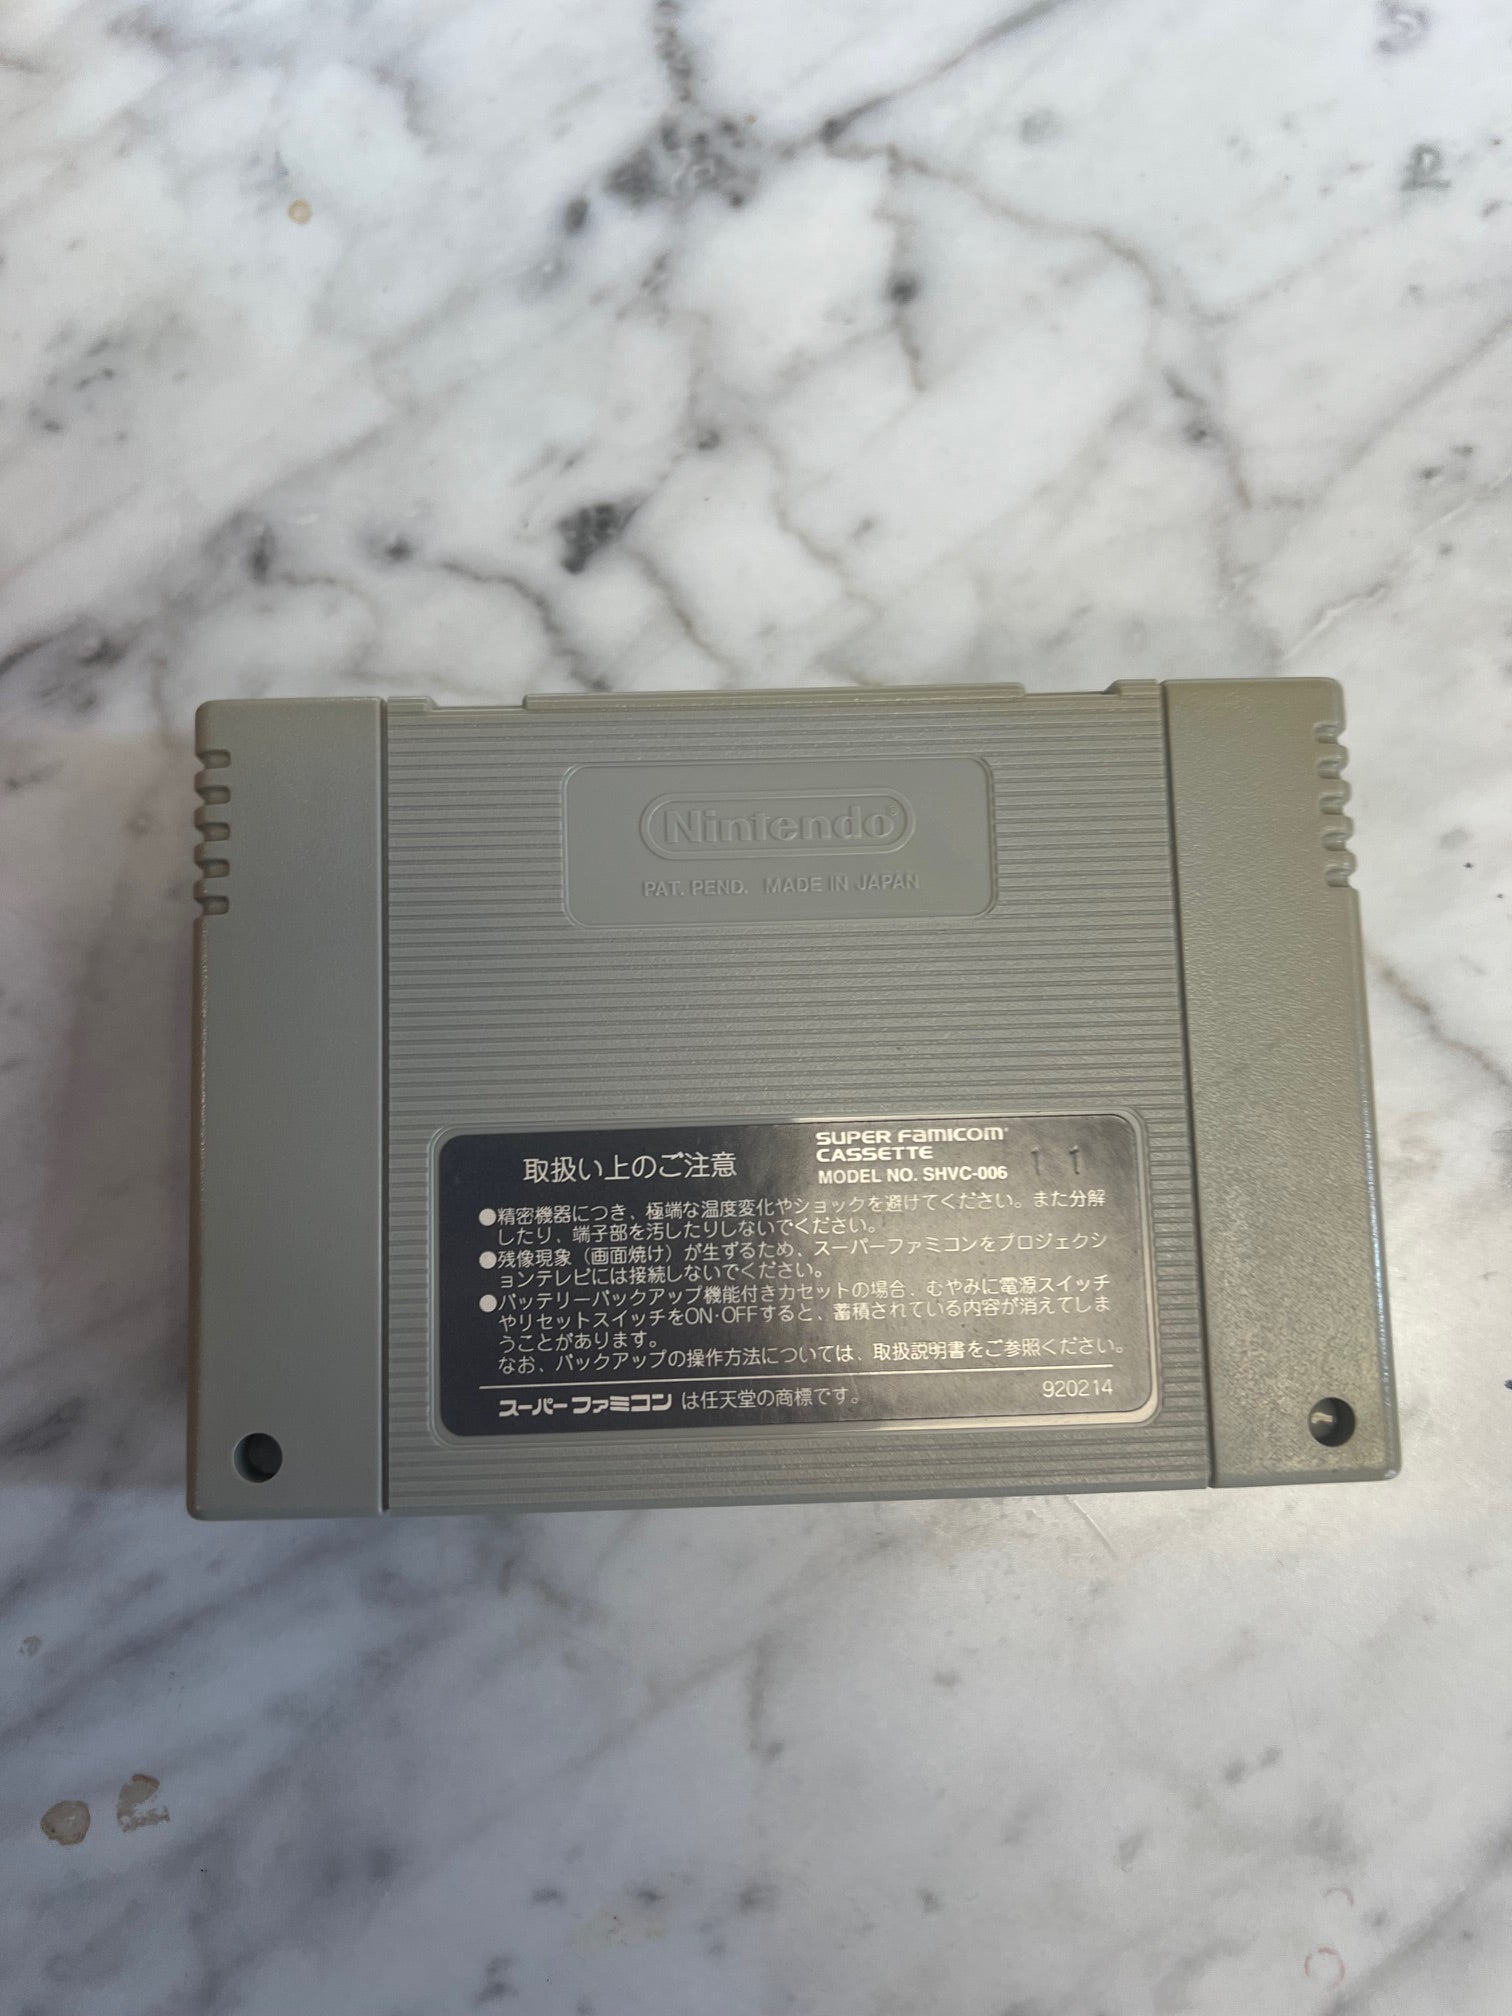 Nintendo®
PAT. PEND. MADE IN JAPAN
取扱い上のご注意
SUPER FAMICOM
CASSETTE
MODEL NO. SHVC-006
11
●精密機器につき、極端な温度変化やショックを避けてください。また分解
したり、端子部を汚したりしないでください。
●残像現象（画面焼け）が生ずるため、スーパーファミコンをプロジェクシ
ョンテレビには接続しないでください。
●バッテリーバックアップ機能付きカセットの場合、むやみに電源スイッチ
やリセットスイッチをON・OFFすると、蓄積されている内容が消えてしま
うことがあります。
なお、バックアップの操作方法については、取扱説明書をご参照ください。
スーパーファミコン は任天堂の商標です。
920214